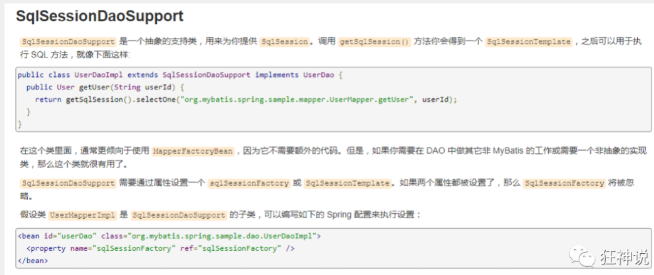 SqlSessionDaoSupport
SqlSessionDaoSupport 是一个抽象的支持类，用来为你提供 SqlSession。调用 getSqlSession() 方法你会得到一个 SqlSessionTemplate，之后可以用于执
行 SQL 方法，就像下面这样:
public class UserDaoImpl extends SqlSessionDaoSupport implements UserDao {
  public User getUser(String userId) {
    return getSqlSession().selectOne("org.mybatis.spring.sample.mapper.UserMapper.getUser", userId);
  }
}
在这个类里面，通常更倾向于使用 MapperFactoryBean，因为它不需要额外的代码。但是，如果你需要在 DAO 中做其它非 MyBatis 的工作或需要一个非抽象的实现
类，那么这个类就很有用了。
SqlSessionDaoSupport 需要通过属性设置一个 sqlSessionFactory 或 SqlSessionTemplate。如果两个属性都被设置了，那么 SqlSessionFactory 将被忽
略。
假设类 UserMapperImpl 是 SqlSessionDaoSupport 的子类，可以编写如下的 Spring 配置来执行设置：
<bean id="userDao" class="org.mybatis.spring.sample.dao.UserDaoImpl">
  <property name="sqlSessionFactory" ref="sqlSessionFactory" />
</bean>
狂神说